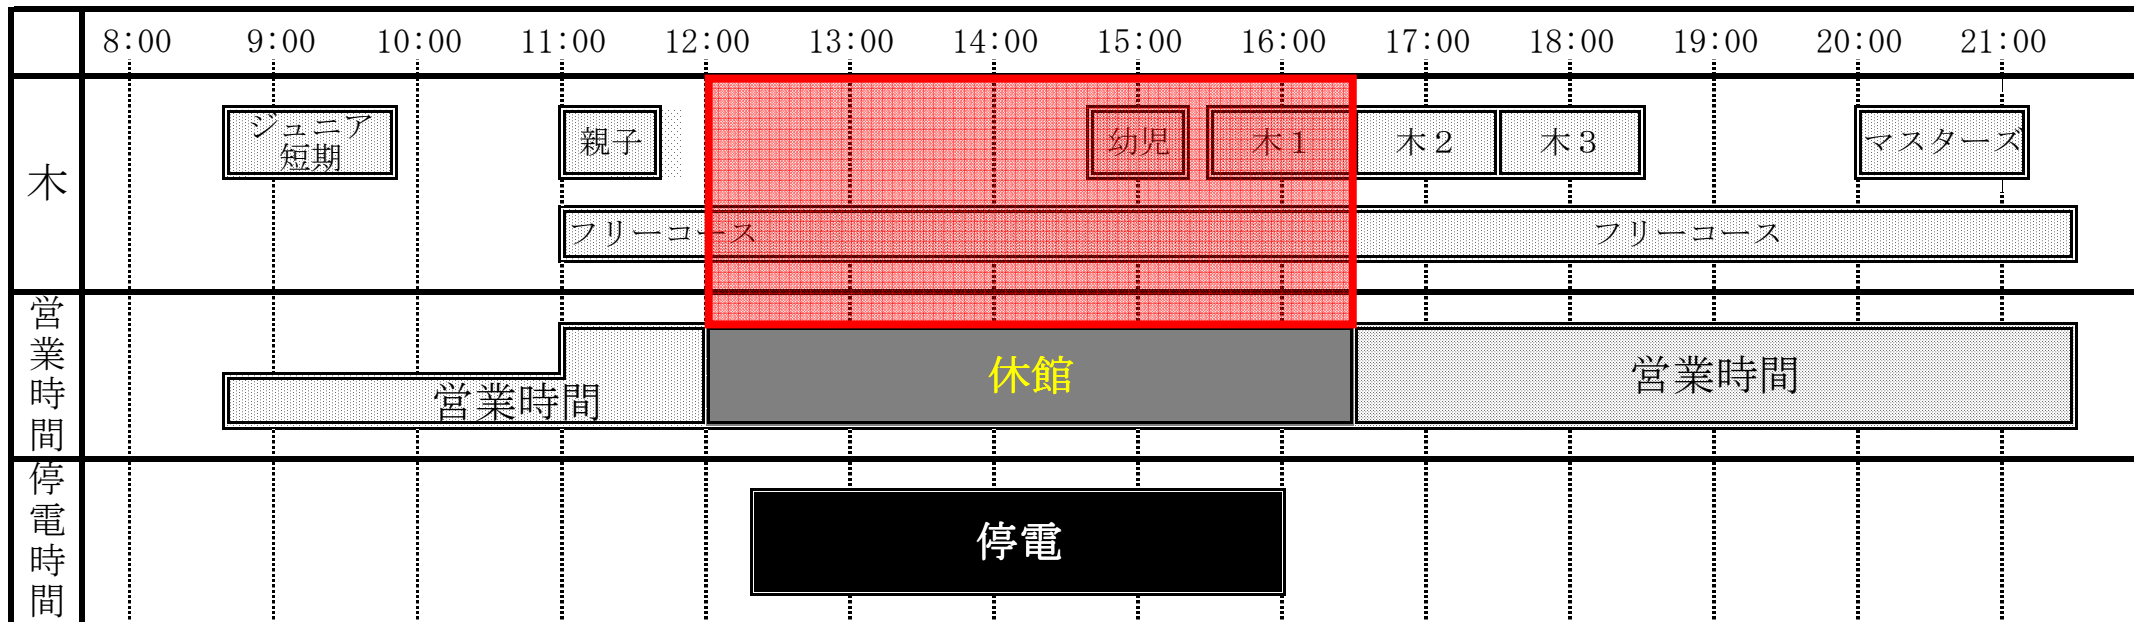 8:00 9:00 10:00 11:00 12:00 13:00 14:00 15:00 16:00 17:00 18:00 19:00 20:00 21:00
木
ジュニア
短期
親子
幼児
木1
木2
木3
マスターズ
フリーコース
フリーコース
営業時間
営業時間
休館
営業時間
停電時間
停電